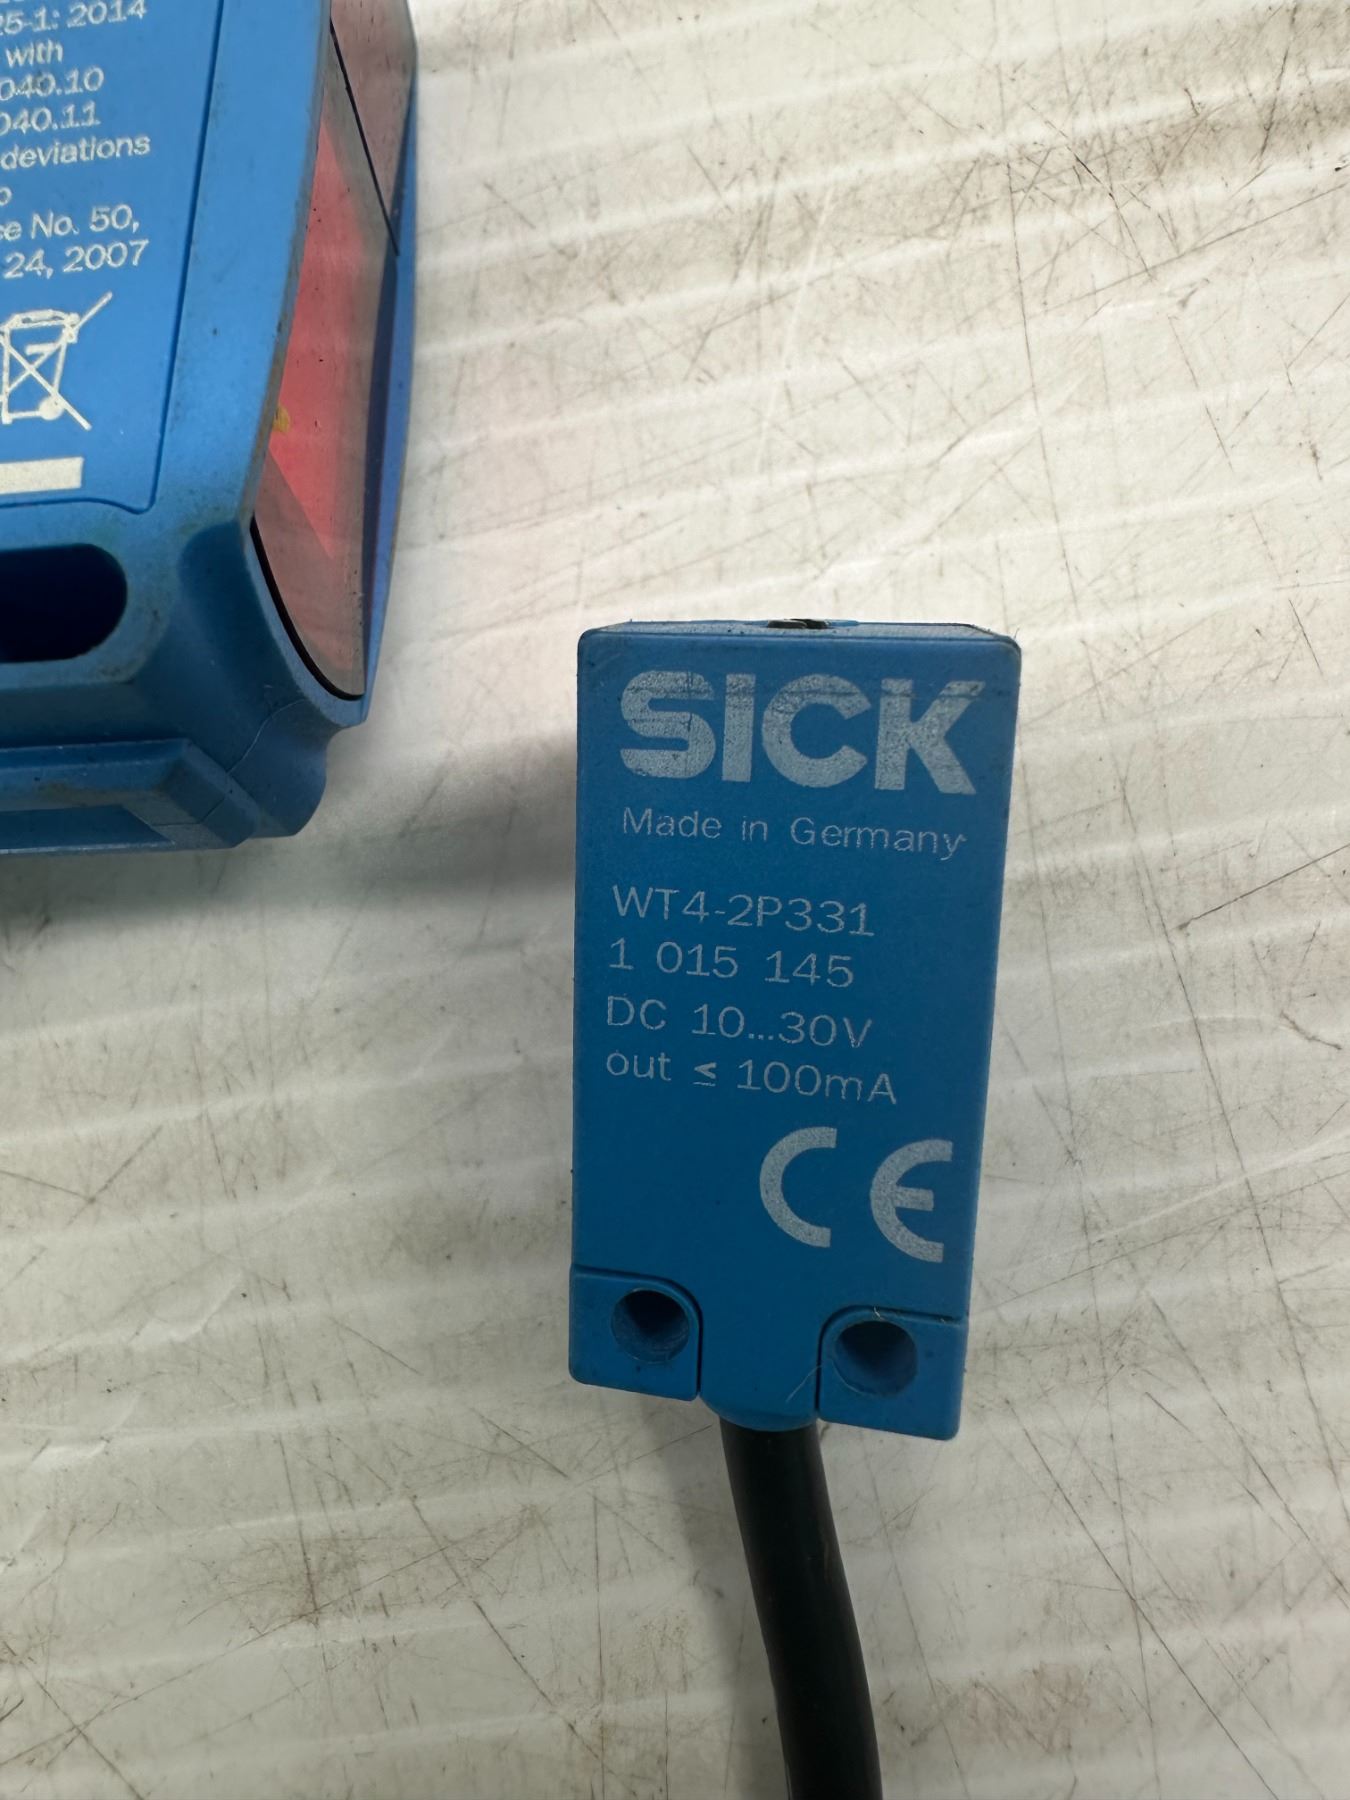 25-1: 2014
with
040.10
040.11
deviations
No. 50,
24, 2007
SICK
Made in Germany
WT4-2P331
1 015 145
DC 10...30V
out ≤ 100mA
CE